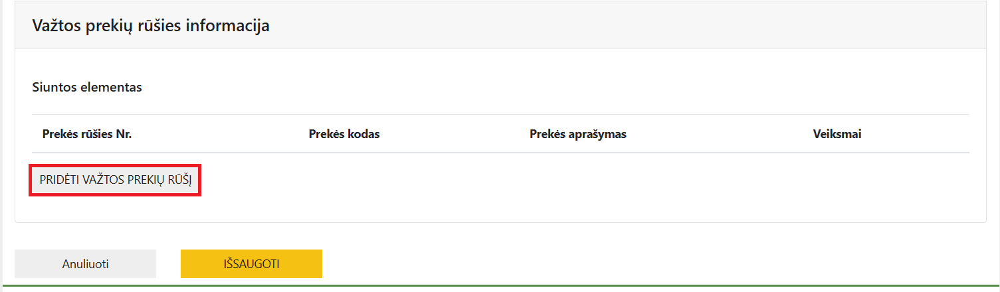 Važtos prekių rūšies informacija
Siuntos elementas
Prekės rūšies Nr. Prekės kodas Prekės aprašymas Veiksmai
PRIDĖTI VAŽTOS PREKIŲ RŪŠĮ
Anuliuoti IŠSAUGOTI